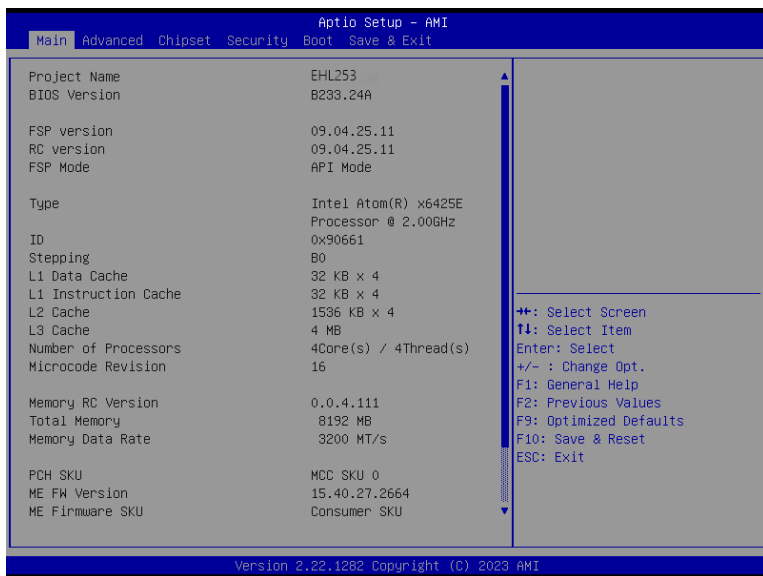 Aptio Setup – AMI
Main Advanced Chipset Security Boot Save & Exit
Project Name EHL253
BIOS Version B233.24A
FSP version 09.04.25.11
RC version 09.04.25.11
FSP Mode API Mode
Type Intel Atom(R) x6425E
Processor @ 2.00GHz
ID 0x90661
Stepping B0
L1 Data Cache 32 KB x 4
L1 Instruction Cache 32 KB x 4
L2 Cache 1536 KB x 4
L3 Cache 4 MB
Number of Processors 4Core(s) / 4Thread(s)
Microcode Revision 16
Memory RC Version 0.0.4.111
Total Memory 8192 MB
Memory Data Rate 3200 MT/s
PCH SKU MCC SKU 0
ME FW Version 15.40.27.2664
ME Firmware SKU Consumer SKU
→←: Select Screen
↑↓: Select Item
Enter: Select
+/- : Change Opt.
F1: General Help
F2: Previous Values
F9: Optimized Defaults
F10: Save & Reset
ESC: Exit
Version 2.22.1282 Copyright (C) 2023 AMI